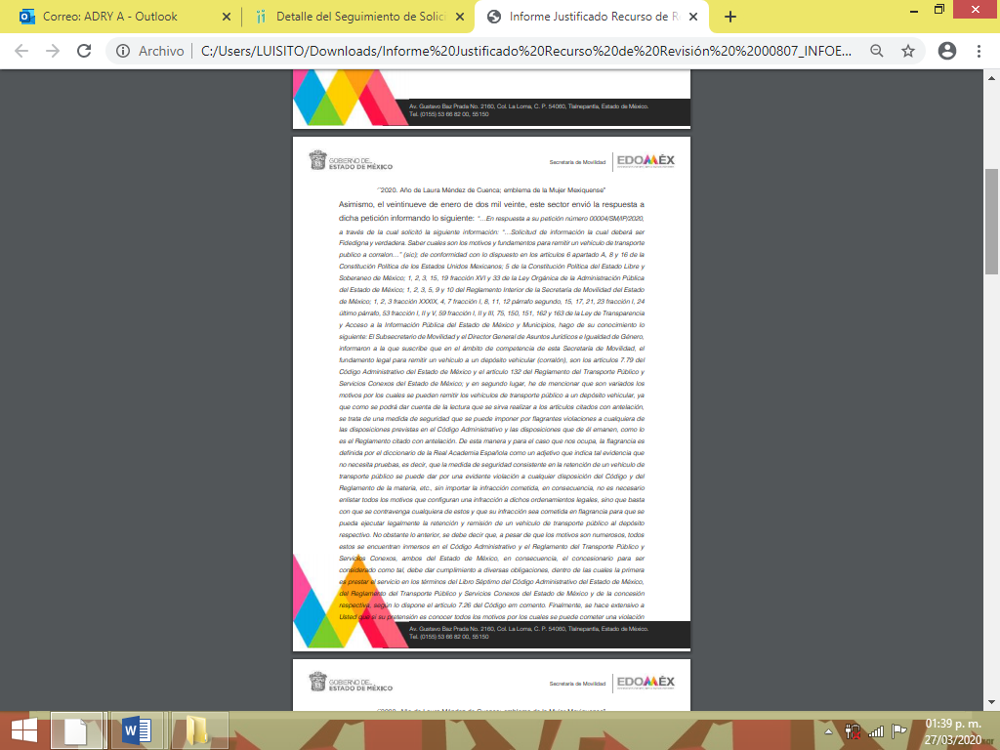 Correo: ADRY A - Outlook
Detalle del Seguimiento de Solic
Informe Justificado Recurso de R
Archivo
C:/Users/LUISITO/Downloads/Informe%20Justificado%20Recurso%20de%20Revisión%20%2000807_INFOE...
Av. Gustavo Baz Prada No. 2160, Col. La Loma, C. P. 54060, Tlalnepantla, Estado de México.
Tel. (0155) 53 66 82 00, 55150
GOBIERNO DEL
ESTADO DE MÉXICO
Secretaría de Movilidad
EDOMÉX
¨2020. Año de Laura Méndez de Cuenca; emblema de la Mujer Mexiquense"
Asimismo, el veintinueve de enero de dos mil veinte, este sector envió la respuesta a
dicha petición informando lo siguiente: "...En respuesta a su petición número 00004/SM/IP/2020,
a través de la cual solicitó la siguiente información: "...Solicitud de información la cual deberá ser
Fidedigna y verdadera. Saber cuales son los motivos y fundamentos para remitir un vehículo de transporte
publico a corralon..." (sic); de conformidad con lo dispuesto en los artículos 6 apartado A, 8 y 16 de la
Constitución Política de los Estados Unidos Mexicanos; 5 de la Constitución Política del Estado Libre y
Soberano de México; 1, 2, 3, 15, 19 fracción XVI y 33 de la Ley Orgánica de la Administración Pública
del Estado de México; 1, 2, 3, 5, 9 y 10 del Reglamento Interior de la Secretaría de Movilidad del Estado
de México; 1, 2, 3 fracción XXXIX, 4, 7 fracción I, 8, 11, 12 párrafo segundo, 15, 17, 21, 23 fracción I, 24
último párrafo, 53 fracción I, II y V, 59 fracción I, II y III, 75, 150, 151, 162 y 163 de la Ley de Transparencia
y Acceso a la Información Pública del Estado de México y Municipios, hago de su conocimiento lo
siguiente: El Subsecretario de Movilidad y el Director General de Asuntos Jurídicos e Igualdad de Género,
informaron a la que suscribe que en el ámbito de competencia de esta Secretaría de Movilidad, el
fundamento legal para remitir un vehículo a un depósito vehicular (corralón), son los artículos 7.79 del
Código Administrativo del Estado de México y el artículo 132 del Reglamento del Transporte Público y
Servicios Conexos del Estado de México; y en segundo lugar, he de mencionar que son variados los
motivos por los cuales se pueden remitir los vehículos de transporte público a un depósito vehicular, ya
que como se podrá dar cuenta de la lectura que se sirva realizar a los artículos citados con antelación,
se trata de una medida de seguridad que se puede imponer por flagrantes violaciones a cualquiera de
las disposiciones previstas en el Código Administrativo y las disposiciones que de él emanen, como lo
es el Reglamento citado con antelación. De esta manera y para el caso que nos ocupa, la flagrancia es
definida por el diccionario de la Real Academia Española como un adjetivo que indica tal evidencia que
no necesita pruebas, es decir, que la medida de seguridad consistente en la retención de un vehículo de
transporte público se puede dar por una evidente violación a cualquier disposición del Código y del
Reglamento de la materia, etc., sin importar la infracción cometida, en consecuencia, no es necesario
enlistar todos los motivos que configuran una infracción a dichos ordenamientos legales, sino que basta
con que se contravenga cualquiera de estos y que su infracción sea cometida en flagrancia para que se
pueda ejecutar legalmente la retención y remisión de un vehículo de transporte público al depósito
respectivo. No obstante lo anterior, se debe decir que, a pesar de que los motivos son numerosos, todos
estos se encuentran inmersos en el Código Administrativo y el Reglamento del Transporte Público y
Servicios Conexos, ambos del Estado de México, en consecuencia, el concesionario para ser
considerado como tal, debe dar cumplimiento a diversas obligaciones, dentro de las cuales la primera
es prestar el servicio en los términos del Libro Séptimo del Código Administrativo del Estado de México,
del Reglamento del Transporte Público y Servicios Conexos del Estado de México y de la concesión
respectiva, según lo dispone el artículo 7.26 del Código em comento. Finalmente, se hace extensivo a
Usted que si su pretensión es conocer todos los motivos por los cuales se puede cometer una violación
Av. Gustavo Baz Prada No. 2160, Col. La Loma, C. P. 54060, Tlalnepantla, Estado de México.
Tel. (0155) 53 66 82 00, 55150
GOBIERNO DEL
ESTADO DE MÉXICO
Secretaría de Movilidad
EDOMÉX
01:39 p. m.
27/03/2020